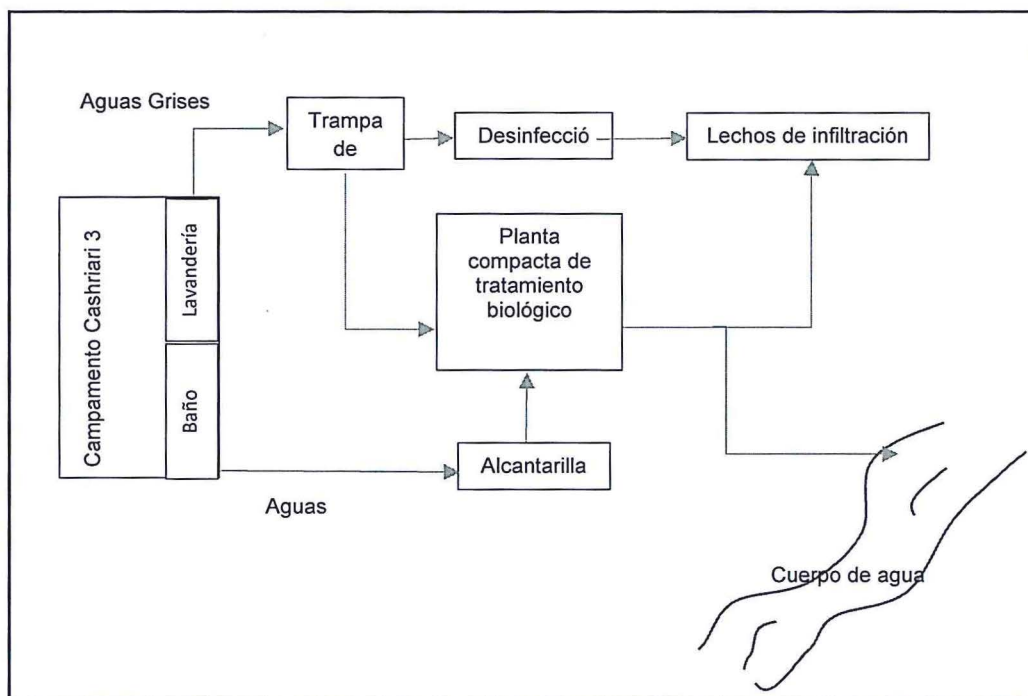 Aguas Grises
Trampa
de
Desinfecció
Lechos de infiltración
Campamento Cashriari 3
Lavandería
Baño
Planta
compacta de
tratamiento
biológico
Alcantarilla
Aguas
Cuerpo de agua